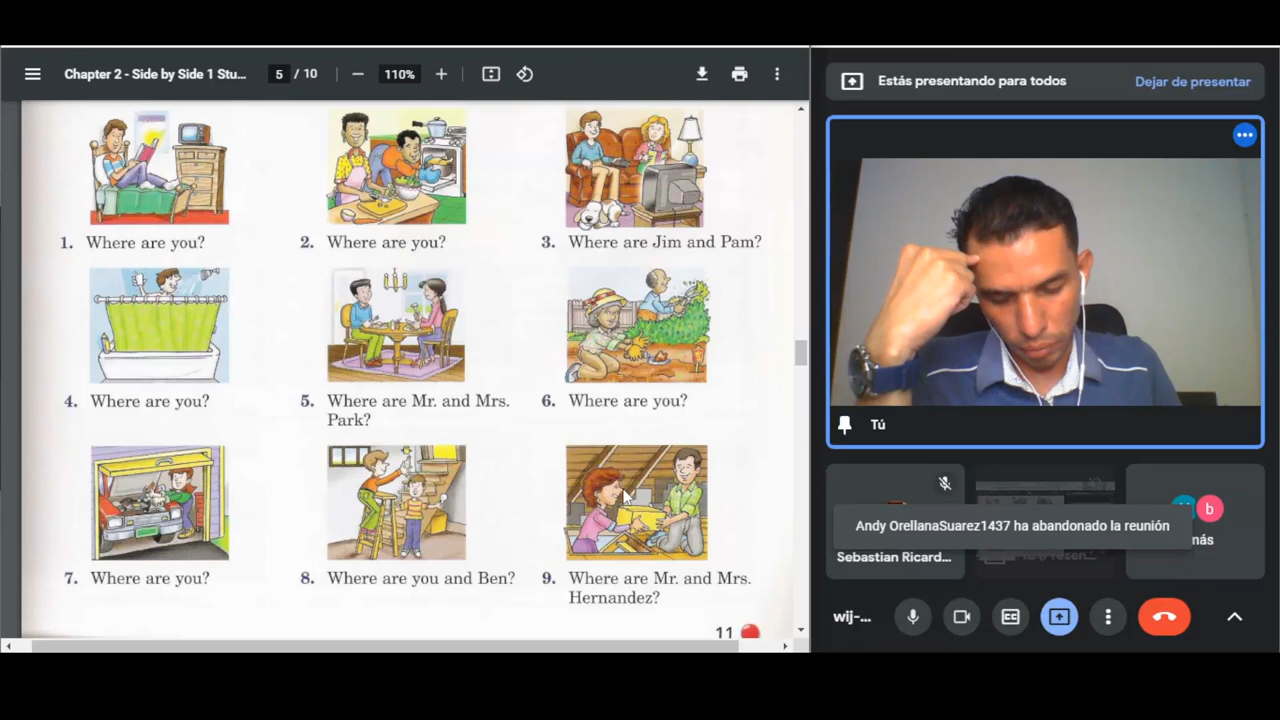 Chapter 2 - Side by Side 1 Stu...
5 / 10
110%
Estás presentando para todos
Dejar de presentar
1. Where are you?
2. Where are you?
3. Where are Jim and Pam?
4. Where are you?
5. Where are Mr. and Mrs.
Park?
6. Where are you?
7. Where are you?
8. Where are you and Ben?
9. Where are Mr. and Mrs.
Hernandez?
11
Tú
b
Andy OrellanaSuarez1437 ha abandonado la reunión
Sebastian Ricard...
más
wij-...
CC